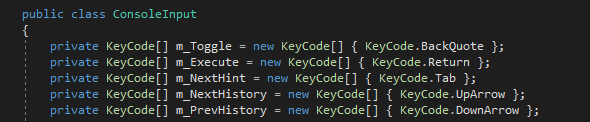 public class ConsoleInput
{
private KeyCode[] m_Toggle = new KeyCode[] { KeyCode.BackQuote };
private KeyCode[] m_Execute = new KeyCode[] { KeyCode.Return };
private KeyCode[] m_NextHint = new KeyCode[] { KeyCode.Tab };
private KeyCode[] m_NextHistory = new KeyCode[] { KeyCode.UpArrow };
private KeyCode[] m_PrevHistory = new KeyCode[] { KeyCode.DownArrow };